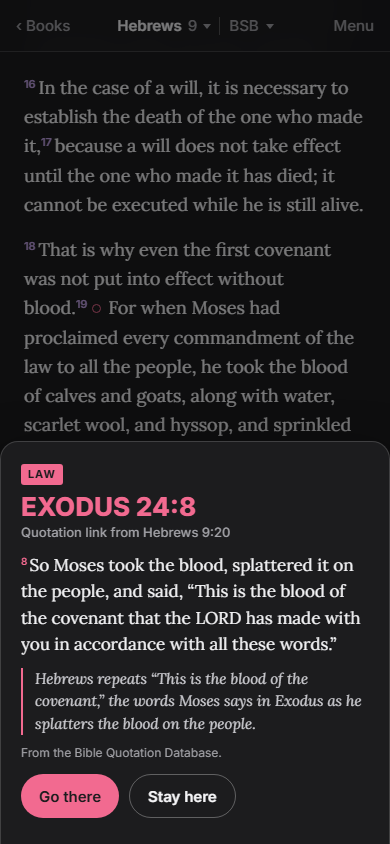 ‹ Books Hebrews 9 BSB Menu
16 In the case of a will, it is necessary to
establish the death of the one who made
it,17 because a will does not take effect
until the one who made it has died; it
cannot be executed while he is still alive.
18 That is why even the first covenant
was not put into effect without
blood.19 For when Moses had
proclaimed every commandment of the
law to all the people, he took the blood
of calves and goats, along with water,
scarlet wool, and hyssop, and sprinkled
LAW
EXODUS 24:8
Quotation link from Hebrews 9:20
8 So Moses took the blood, splattered it on
the people, and said, “This is the blood of
the covenant that the LORD has made with
you in accordance with all these words.”
Hebrews repeats “This is the blood of the
covenant,” the words Moses says in Exodus as he
splatters the blood on the people.
From the Bible Quotation Database.
Go there Stay here